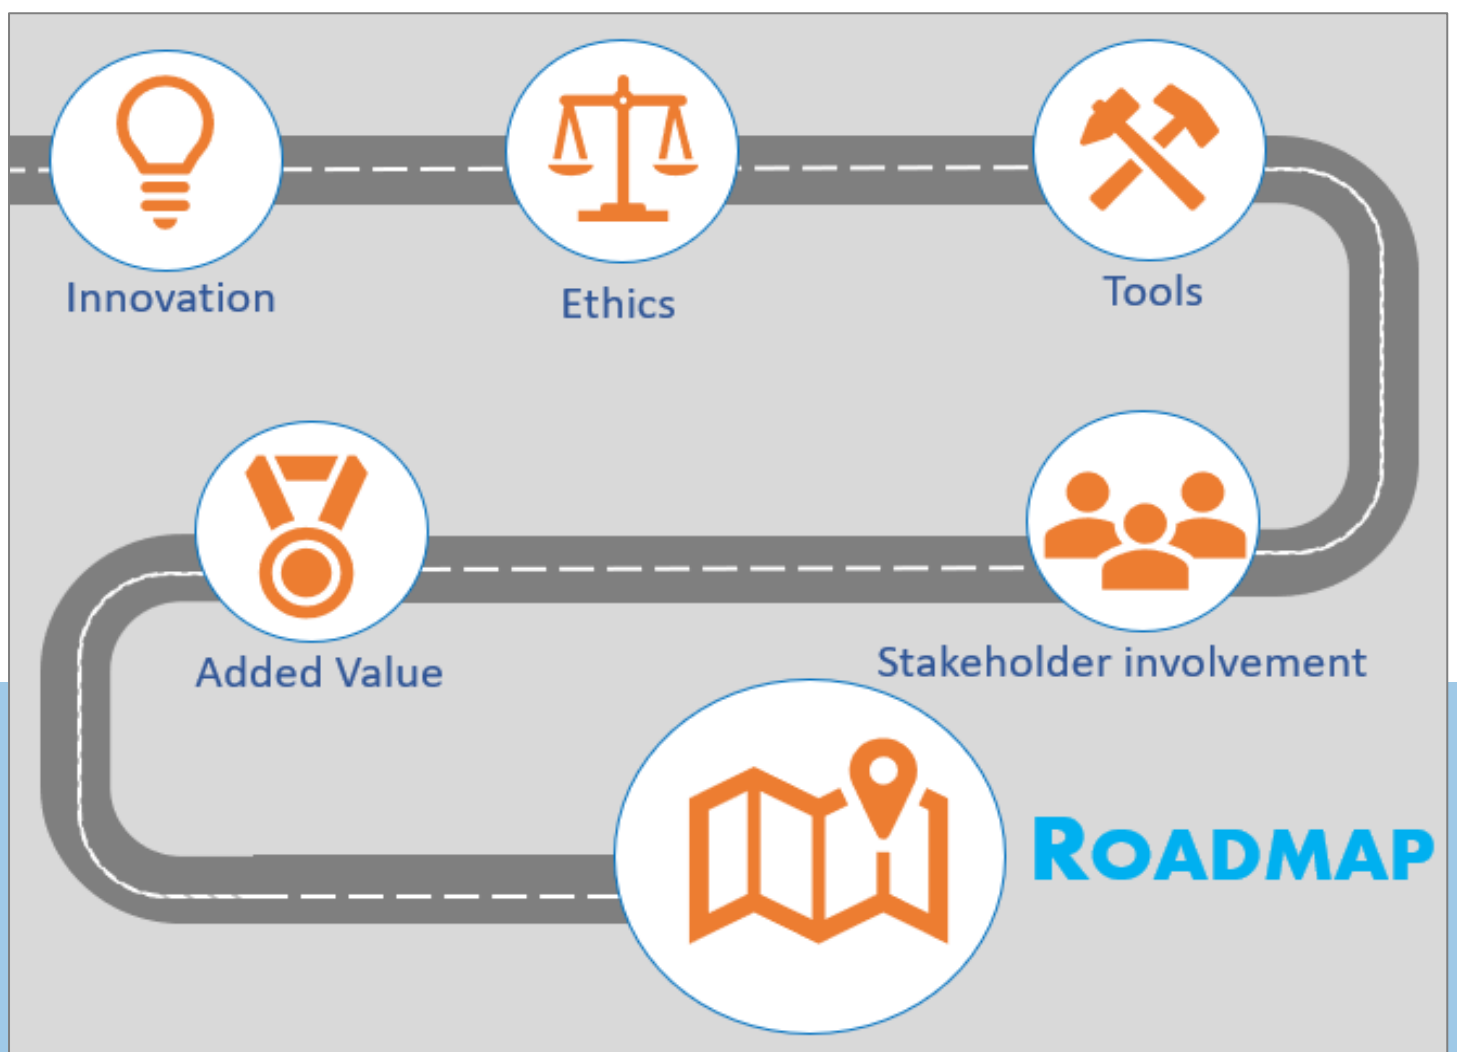 Innovation
Ethics
Tools
Stakeholder involvement
Added Value
ROADMAP